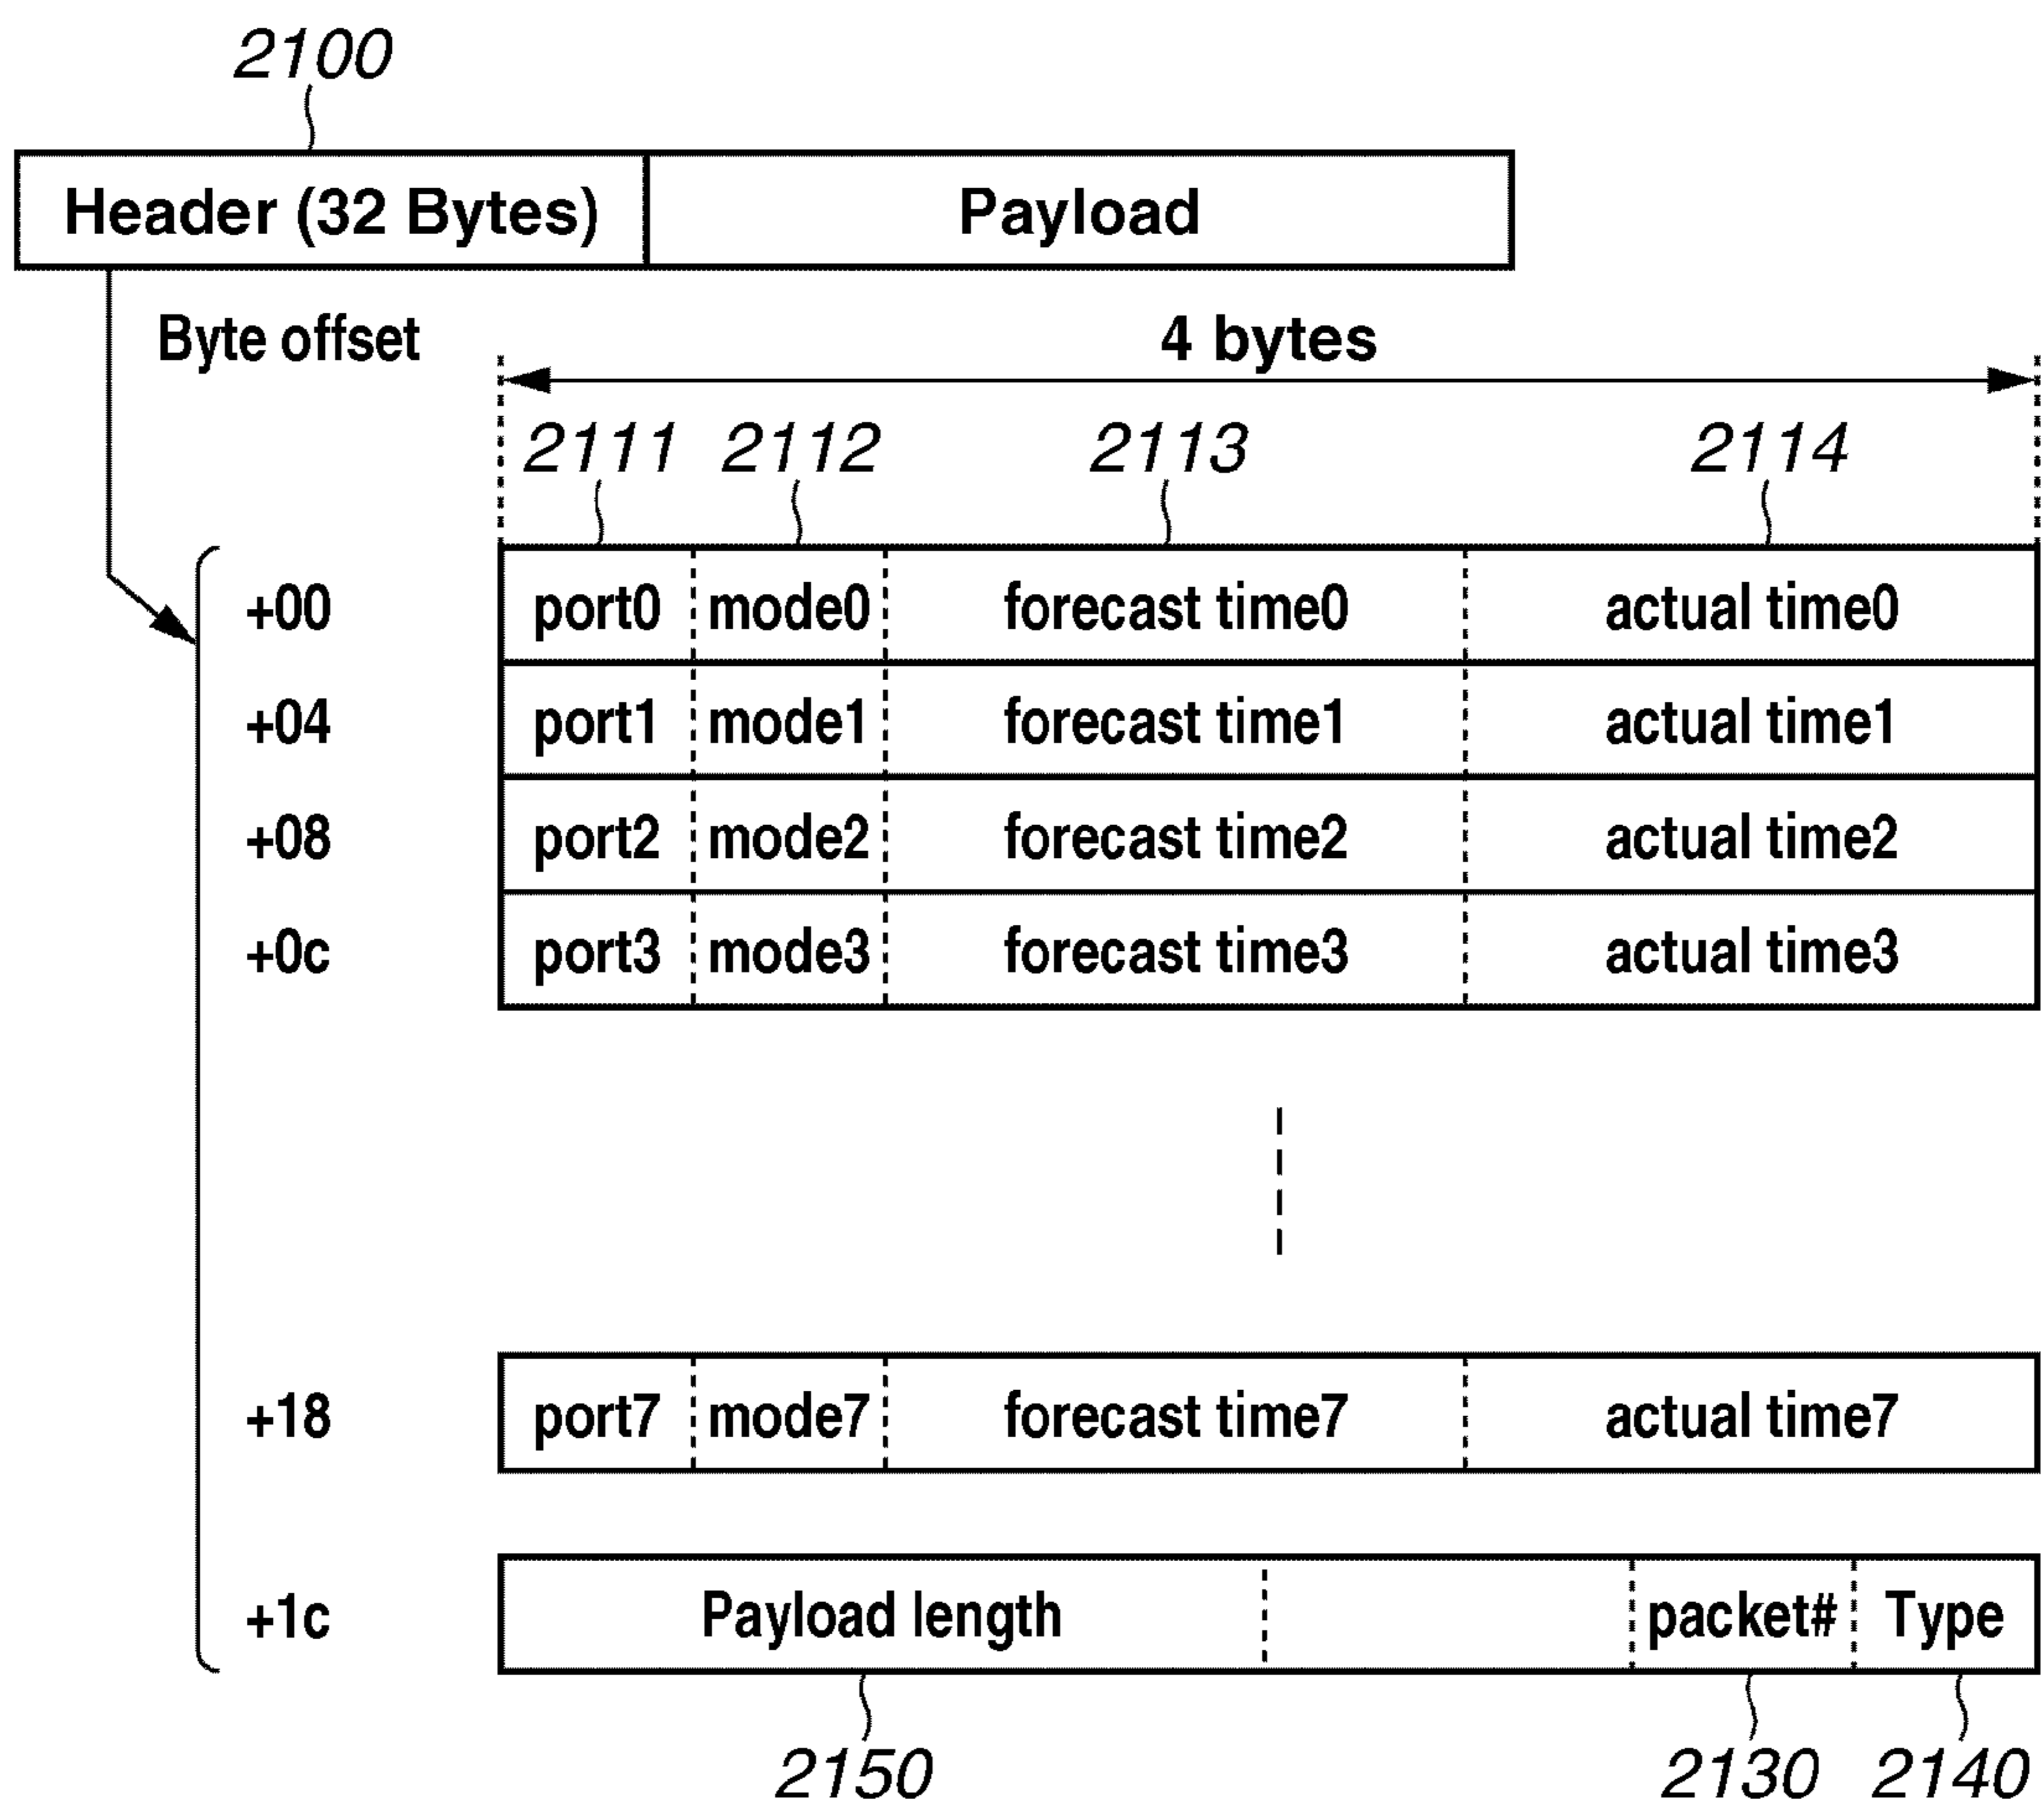 2100
Header (32 Bytes) Payload
Byte offset 4 bytes
2111 2112 2113 2114
+00 port0 mode0 forecast time0 actual time0
+04 port1 mode1 forecast time1 actual time1
+08 port2 mode2 forecast time2 actual time2
+0c port3 mode3 forecast time3 actual time3
+18 port7 mode7 forecast time7 actual time7
+1c Payload length packet# Type
2150 2130 2140